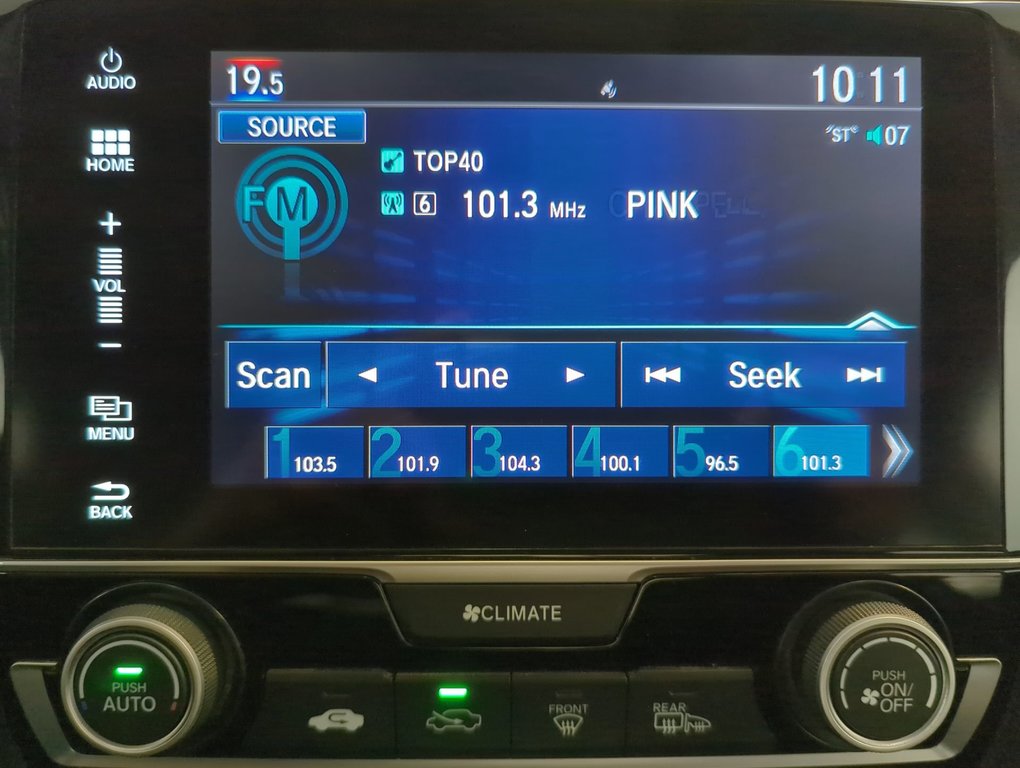 AUDIO
19.5
10:11
SOURCE
"ST" 07
HOME
TOP40
FM
6 101.3 MHz PINK
+
VOL
−
Scan Tune Seek
MENU
1 103.5
2 101.9
3 104.3
4 100.1
5 96.5
6 101.3
BACK
CLIMATE
PUSH
AUTO
FRONT
REAR
PUSH
ON/
OFF